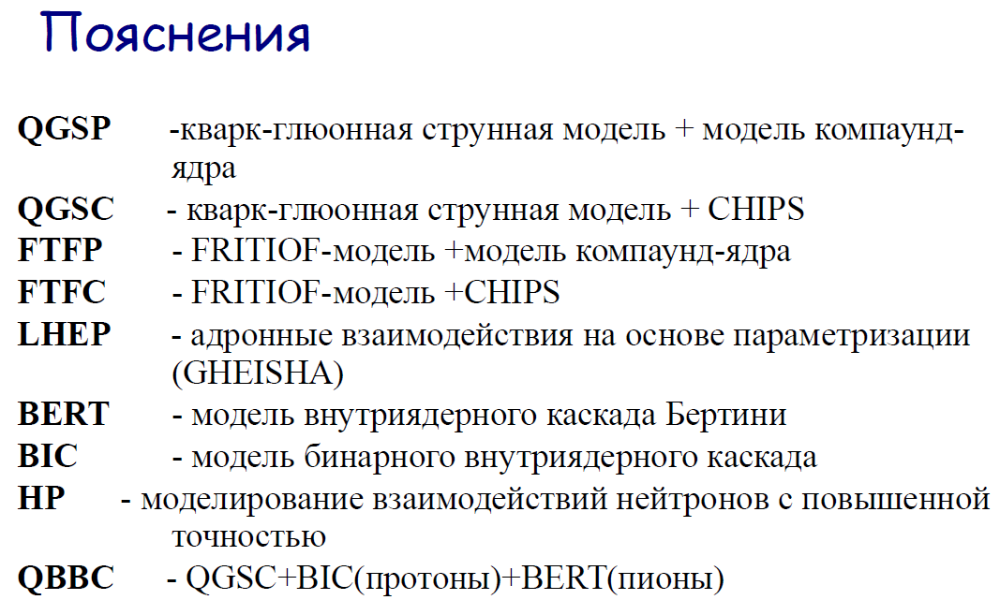 Пояснения
QGSP -кварк-глюонная струнная модель + модель компаунд-
ядра
QGSC - кварк-глюонная струнная модель + CHIPS
FTFP - FRITIOF-модель +модель компаунд-ядра
FTFC - FRITIOF-модель +CHIPS
LHEP - адронные взаимодействия на основе параметризации
(GHEISHA)
BERT - модель внутриядерного каскада Бертини
BIC - модель бинарного внутриядерного каскада
HP - моделирование взаимодействий нейтронов с повышенной
точностью
QBBC - QGSC+BIC(протоны)+BERT(пионы)